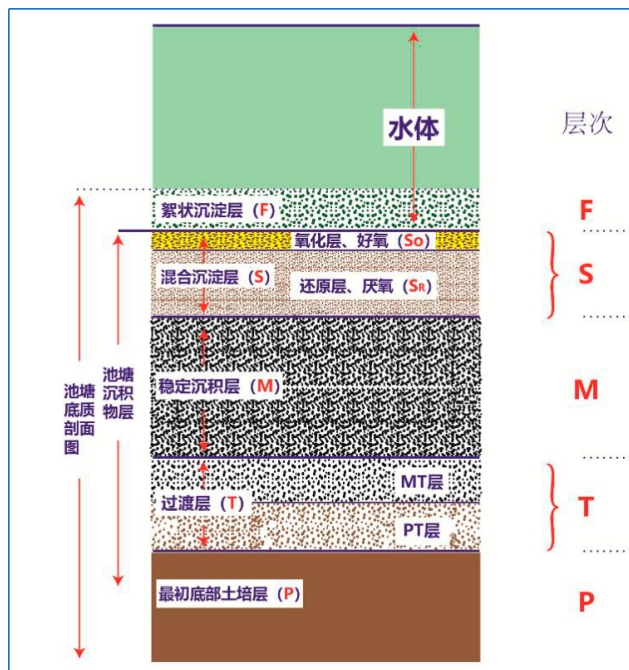 水体
层次
絮状沉淀层（F）
F
氧化层、好氧（So）
混合沉淀层（S）
还原层、厌氧（SR）
S
稳定沉积层（M）
M
池塘
底质
剖面
图
池塘
沉积
物层
MT层
过渡层（T）
T
PT层
最初底部土培层（P）
P